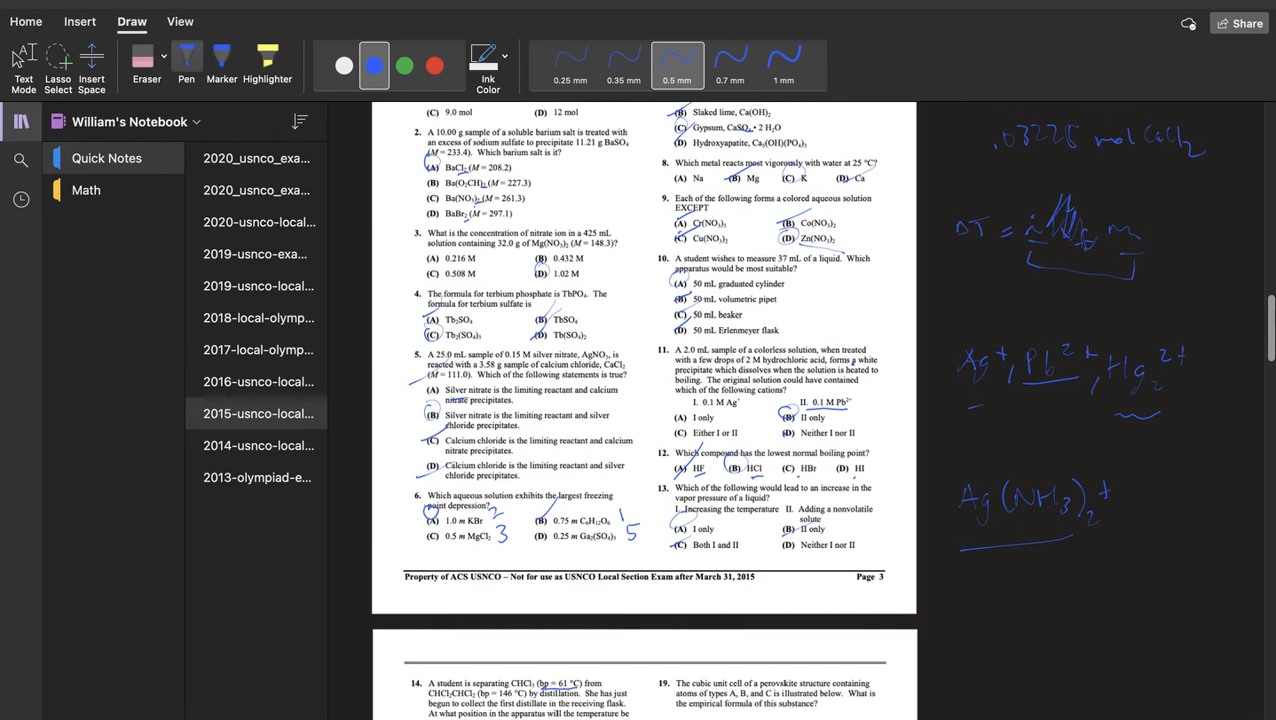 Home Insert Draw View
Share
Text Mode
Lasso Select
Insert Space
Eraser
Pen
Marker
Highlighter
Ink Color
0.25 mm
0.35 mm
0.5 mm
0.7 mm
1 mm
William's Notebook
Quick Notes
Math
2020_usnco_exa...
2020_usnco_exa...
2020-usnco-local...
2019-usnco-exa...
2019-usnco-local...
2018-local-olymp...
2017-local-olymp...
2016-usnco-local...
2015-usnco-local...
2014-usnco-local...
2013-olympiad-e...
(C) 9.0 mol (D) 12 mol
2. A 10.00 g sample of a soluble barium salt is treated with
an excess of sodium sulfate to precipitate 11.21 g BaSO4
(M = 233.4). Which barium salt is it?
(A) BaCl2 (M = 208.2)
(B) Ba(O2CH)2 (M = 227.3)
(C) Ba(NO3)2 (M = 261.3)
(D) BaBr2 (M = 297.1)
3. What is the concentration of nitrate ion in a 425 mL
solution containing 32.0 g of Mg(NO3)2 (M = 148.3)?
(A) 0.216 M (B) 0.432 M
(C) 0.508 M (D) 1.02 M
4. The formula for terbium phosphate is TbPO4. The
formula for terbium sulfate is
(A) Tb2SO4 (B) TbSO4
(C) Tb2(SO4)3 (D) Tb(SO4)2
5. A 25.0 mL sample of 0.15 M silver nitrate, AgNO3, is
reacted with a 3.58 g sample of calcium chloride, CaCl2
(M = 111.0). Which of the following statements is true?
(A) Silver nitrate is the limiting reactant and calcium
nitrate precipitates.
(B) Silver nitrate is the limiting reactant and silver
chloride precipitates.
(C) Calcium chloride is the limiting reactant and calcium
nitrate precipitates.
(D) Calcium chloride is the limiting reactant and silver
chloride precipitates.
6. Which aqueous solution exhibits the largest freezing
point depression?
(A) 1.0 m KBr 2 (B) 0.75 m C6H12O6 1
(C) 0.5 m MgCl2 3 (D) 0.25 m Ga2(SO4)3 5
(B) Slaked lime, Ca(OH)2
(C) Gypsum, CaSO4 • 2 H2O
(D) Hydroxyapatite, Ca5(OH)(PO4)3
8. Which metal reacts most vigorously with water at 25 °C?
(A) Na (B) Mg (C) K (D) Ca
9. Each of the following forms a colored aqueous solution
EXCEPT
(A) Cr(NO3)3 (B) Co(NO3)2
(C) Cu(NO3)2 (D) Zn(NO3)2
10. A student wishes to measure 37 mL of a liquid. Which
apparatus would be most suitable?
(A) 50 mL graduated cylinder
(B) 50 mL volumetric pipet
(C) 50 mL beaker
(D) 50 mL Erlenmeyer flask
11. A 2.0 mL sample of a colorless solution, when treated
with a few drops of 2 M hydrochloric acid, forms a white
precipitate which dissolves when the solution is heated to
boiling. The original solution could have contained
which of the following cations?
I. 0.1 M Ag+ II. 0.1 M Pb2+
(A) I only (B) II only
(C) Either I or II (D) Neither I nor II
12. Which compound has the lowest normal boiling point?
(A) HF (B) HCl (C) HBr (D) HI
13. Which of the following would lead to an increase in the
vapor pressure of a liquid?
I. Increasing the temperature II. Adding a nonvolatile
solute
(A) I only (B) II only
(C) Both I and II (D) Neither I nor II
Property of ACS USNCO – Not for use as USNCO Local Section Exam after March 31, 2015 Page 3
14. A student is separating CHCl3 (bp = 61 °C) from
CHCl2CHCl2 (bp = 146 °C) by distillation. She has just
begun to collect the first distillate in the receiving flask.
At what position in the apparatus will the temperature be
19. The cubic unit cell of a perovskite structure containing
atoms of types A, B, and C is illustrated below. What is
the empirical formula of this substance?
.03225 mol CaCl2
ΔT = i m
Ag+, Pb2+, Hg2 2+
Ag(NH3)2+